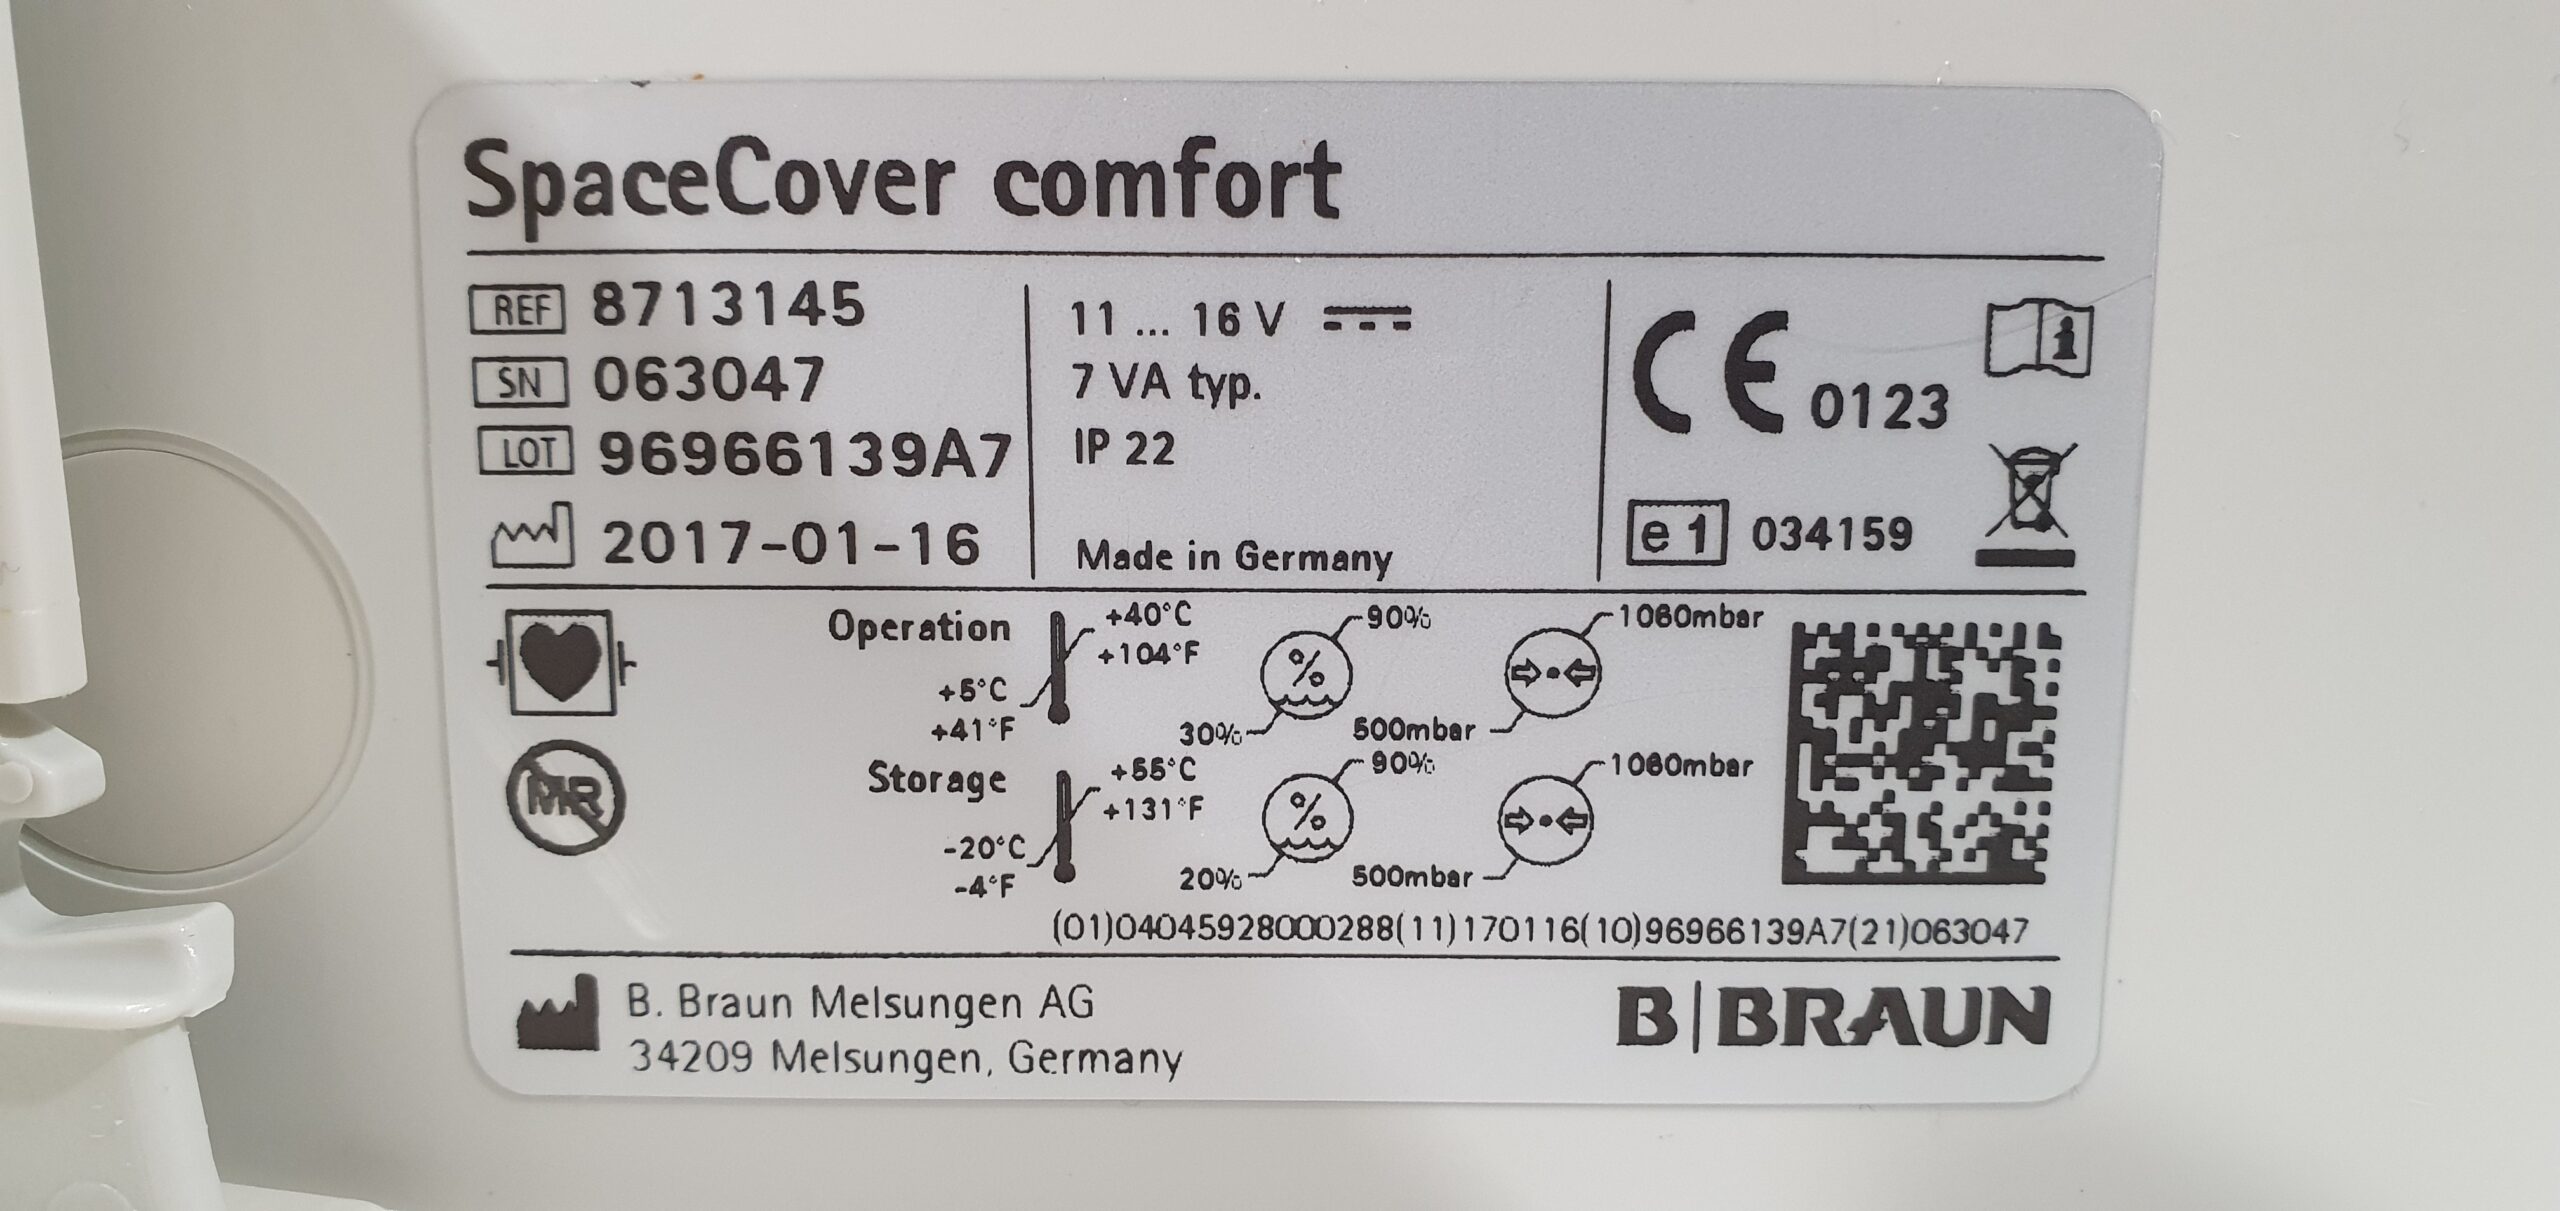 SpaceCover comfort
REF 8713145
SN 063047
LOT 96966139A7
2017-01-16
11 ... 16 V
7 VA typ.
IP 22
Made in Germany
CE 0123
e 1 034159
Operation
+40°C
+104°F
+5°C
+41°F
90%
%
30%
1060mbar
500mbar
MR
Storage
+55°C
+131°F
-20°C
-4°F
90%
%
20%
1060mbar
500mbar
(01)04045928000288(11)170116(10)96966139A7(21)063047
B. Braun Melsungen AG
34209 Melsungen, Germany
B|BRAUN